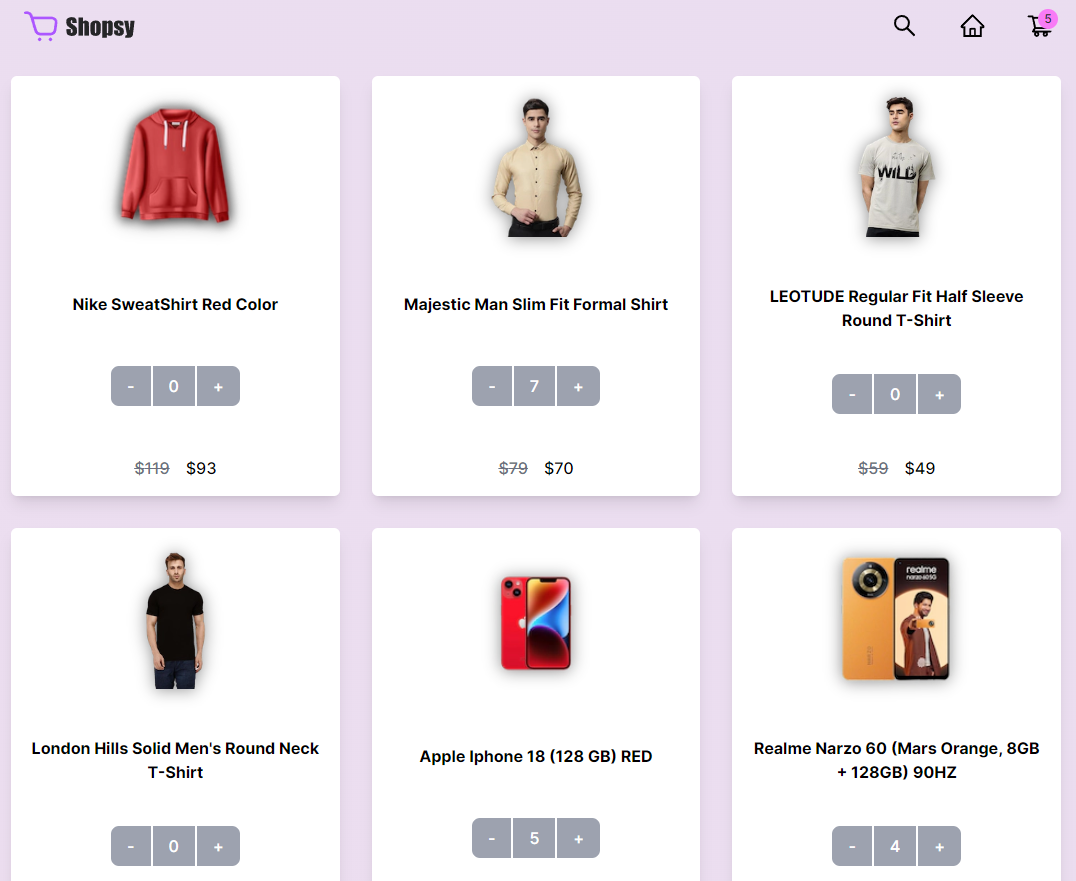 Shopsy
5
WILD
Nike SweatShirt Red Color
Majestic Man Slim Fit Formal Shirt
LEOTUDE Regular Fit Half Sleeve
Round T-Shirt
- 0 +
- 7 +
- 0 +
$119 $93
$79 $70
$59 $49
realme
narzo 60 5G
London Hills Solid Men's Round Neck
T-Shirt
Apple Iphone 18 (128 GB) RED
Realme Narzo 60 (Mars Orange, 8GB
+ 128GB) 90HZ
- 0 +
- 5 +
- 4 +